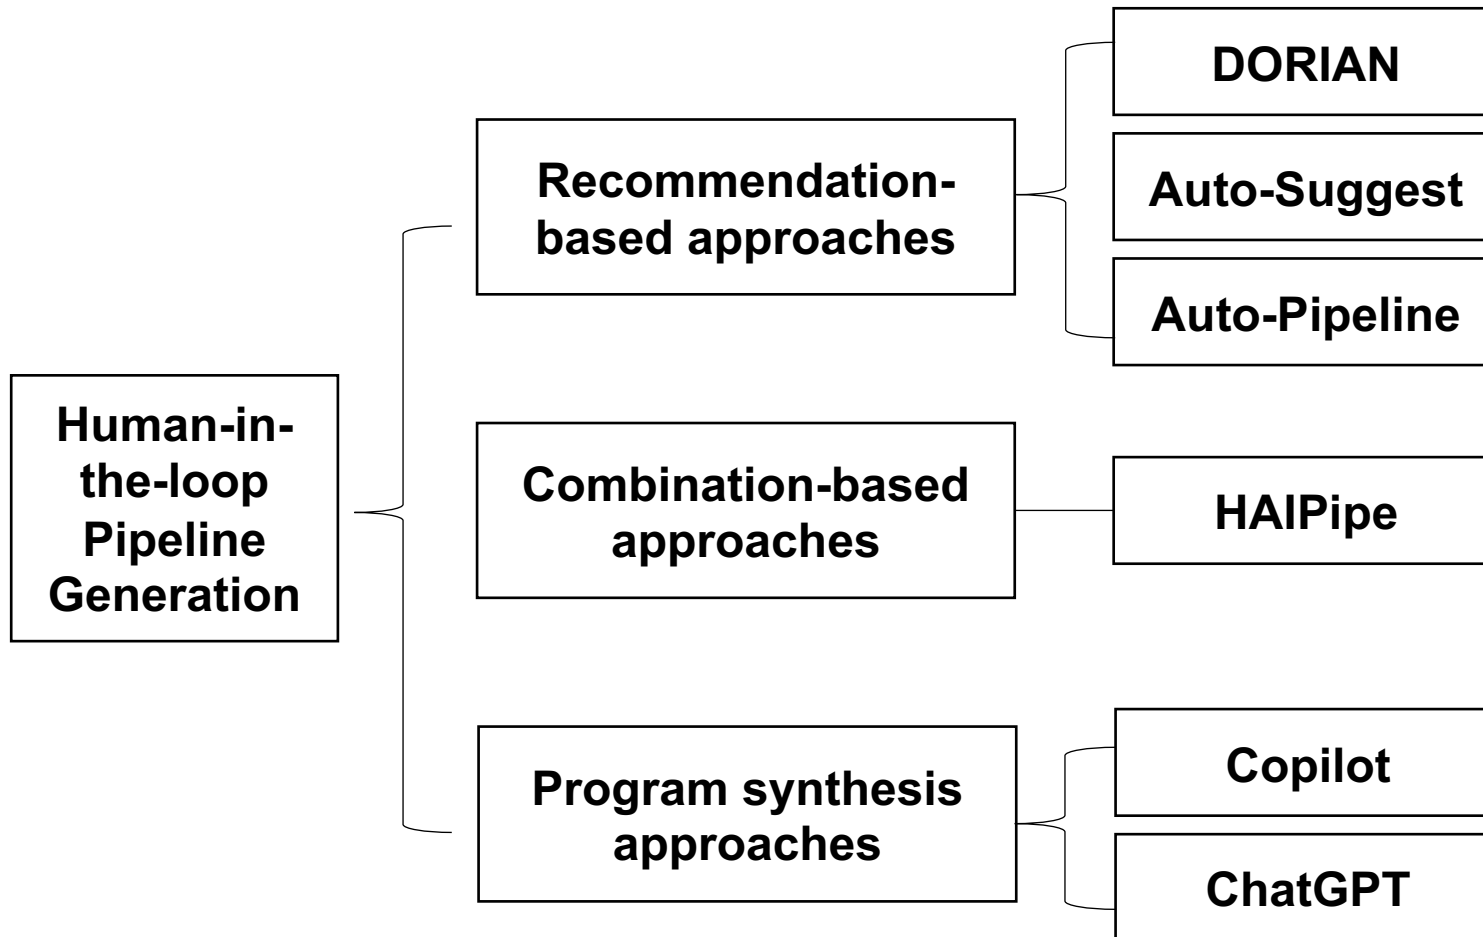 Human-in-
the-loop
Pipeline
Generation
Recommendation-
based approaches
DORIAN
Auto-Suggest
Auto-Pipeline
Combination-based
approaches
HAIPipe
Program synthesis
approaches
Copilot
ChatGPT